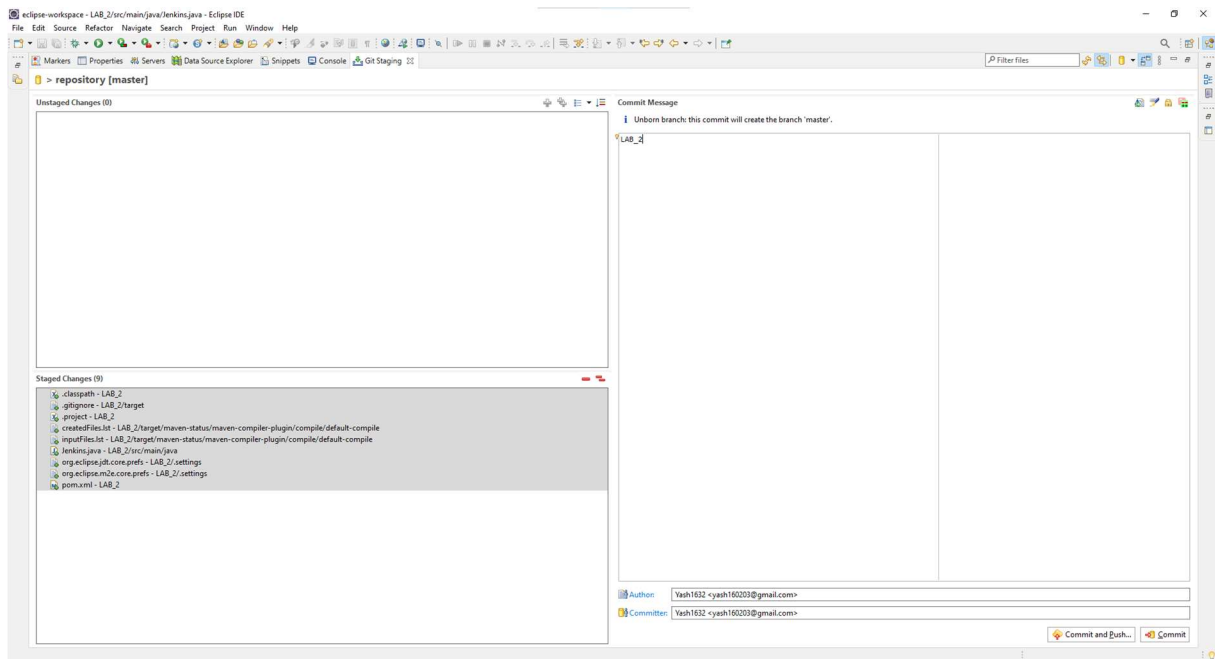 eclipse-workspace - LAB_2/src/main/java/Jenkins.java - Eclipse IDE
File Edit Source Refactor Navigate Search Project Run Window Help
Markers Properties Servers Data Source Explorer Snippets Console Git Staging
Filter files
> repository [master]
Unstaged Changes (0)
Staged Changes (9)
.classpath - LAB_2
.gitignore - LAB_2/target
.project - LAB_2
createdFiles.lst - LAB_2/target/maven-status/maven-compiler-plugin/compile/default-compile
inputFiles.lst - LAB_2/target/maven-status/maven-compiler-plugin/compile/default-compile
Jenkins.java - LAB_2/src/main/java
org.eclipse.jdt.core.prefs - LAB_2/.settings
org.eclipse.m2e.core.prefs - LAB_2/.settings
pom.xml - LAB_2
Commit Message
Unborn branch: this commit will create the branch 'master'.
LAB_2
Author: Yash1632 <yash160203@gmail.com>
Committer: Yash1632 <yash160203@gmail.com>
Commit and Push... Commit